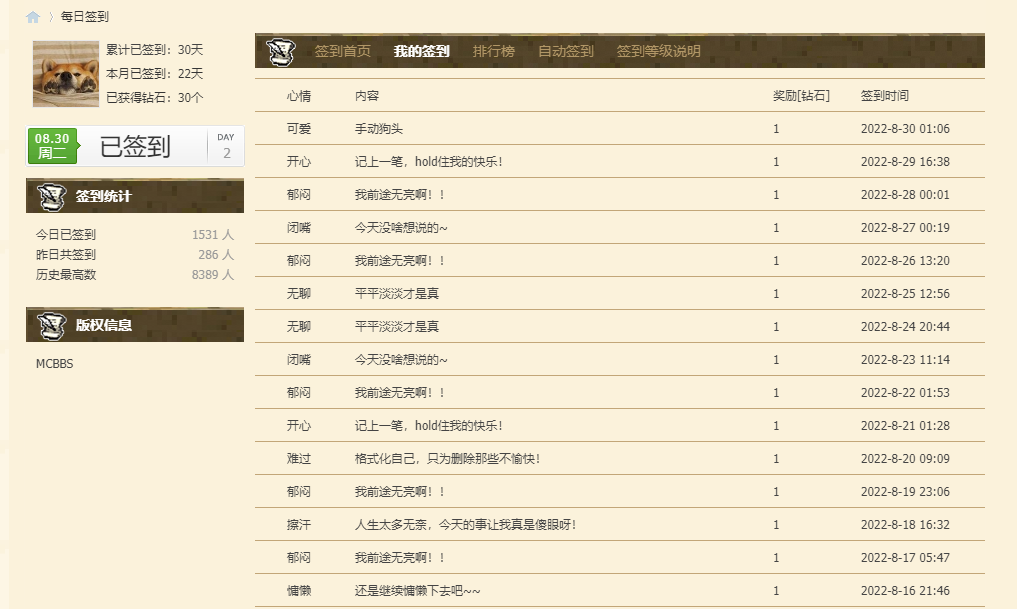 每日签到
累计已签到：30天
本月已签到：22天
已获得钻石：30个
08.30
周二
已签到
DAY
2
签到统计
今日已签到 1531 人
昨日共签到 286 人
历史最高数 8389 人
版权信息
MCBBS
签到首页 我的签到 排行榜 自动签到 签到等级说明
心情 内容 奖励[钻石] 签到时间
可爱 手动狗头 1 2022-8-30 01:06
开心 记上一笔，hold住我的快乐！ 1 2022-8-29 16:38
郁闷 我前途无亮啊！！ 1 2022-8-28 00:01
闭嘴 今天没啥想说的~ 1 2022-8-27 00:19
郁闷 我前途无亮啊！！ 1 2022-8-26 13:20
无聊 平平淡淡才是真 1 2022-8-25 12:56
无聊 平平淡淡才是真 1 2022-8-24 20:44
闭嘴 今天没啥想说的~ 1 2022-8-23 11:14
郁闷 我前途无亮啊！！ 1 2022-8-22 01:53
开心 记上一笔，hold住我的快乐！ 1 2022-8-21 01:28
难过 格式化自己，只为删除那些不愉快！ 1 2022-8-20 09:09
郁闷 我前途无亮啊！！ 1 2022-8-19 23:06
擦汗 人生太多无奈，今天的事让我真是傻眼呀！ 1 2022-8-18 16:32
郁闷 我前途无亮啊！！ 1 2022-8-17 05:47
慵懒 还是继续慵懒下去吧~~ 1 2022-8-16 21:46